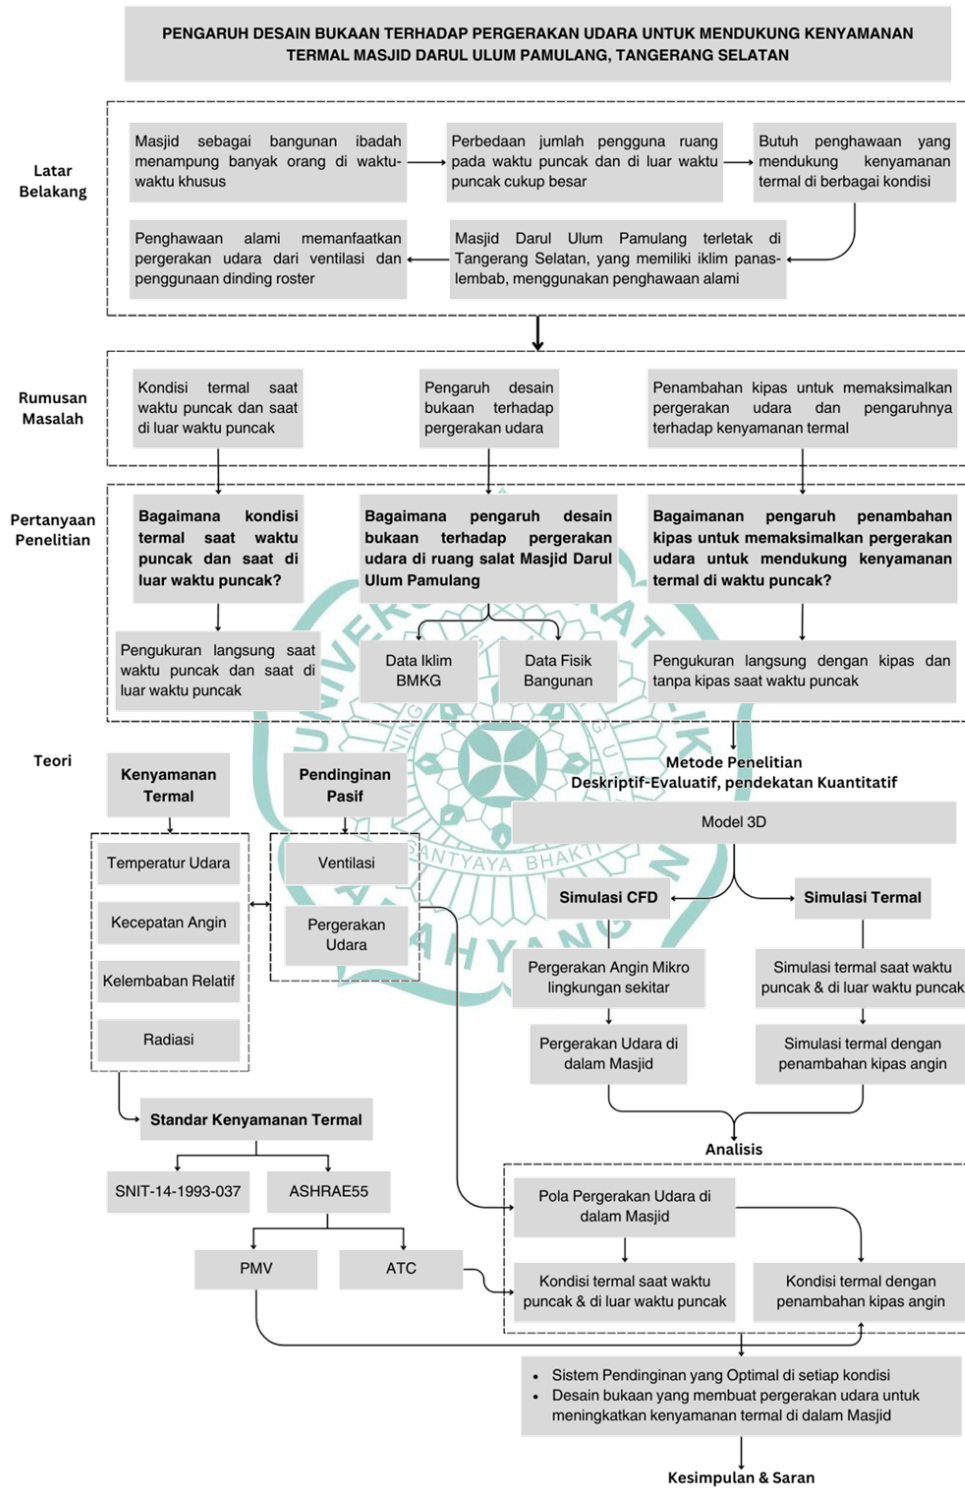 PENGARUH DESAIN BUKAAN TERHADAP PERGERAKAN UDARA UNTUK MENDUKUNG KENYAMANAN
TERMAL MASJID DARUL ULUM PAMULANG, TANGERANG SELATAN
Latar
Belakang
Masjid sebagai bangunan ibadah
menampung banyak orang di waktu-
waktu khusus
Perbedaan jumlah pengguna ruang
pada waktu puncak dan di luar waktu
puncak cukup besar
Butuh penghawaan yang
mendukung kenyamanan
termal di berbagai kondisi
Penghawaan alami memanfaatkan
pergerakan udara dari ventilasi dan
penggunaan dinding roster
Masjid Darul Ulum Pamulang terletak di
Tangerang Selatan, yang memiliki iklim panas-
lembab, menggunakan penghawaan alami
Rumusan
Masalah
Kondisi termal saat
waktu puncak dan saat
di luar waktu puncak
Pengaruh desain
bukaan terhadap
pergerakan udara
Penambahan kipas untuk memaksimalkan
pergerakan udara dan pengaruhnya
terhadap kenyamanan termal
Pertanyaan
Penelitian
Bagaimana kondisi
termal saat waktu
puncak dan saat di
luar waktu puncak?
Bagaimana pengaruh desain
bukaan terhadap pergerakan
udara di ruang salat Masjid Darul
Ulum Pamulang
Bagaimanan pengaruh penambahan
kipas untuk memaksimalkan pergerakan
udara untuk mendukung kenyamanan
termal di waktu puncak?
Pengukuran langsung saat
waktu puncak dan saat di
luar waktu puncak
Data Iklim
BMKG
Data Fisik
Bangunan
Pengukuran langsung dengan kipas dan
tanpa kipas saat waktu puncak
Teori
Kenyamanan
Termal
Pendinginan
Pasif
Metode Penelitian
Deskriptif-Evaluatif, pendekatan Kuantitatif
Model 3D
Temperatur Udara
Kecepatan Angin
Kelembaban Relatif
Radiasi
Ventilasi
Pergerakan
Udara
SANTYAYA BHAKTI
Simulasi CFD
Simulasi Termal
Pergerakan Angin Mikro
lingkungan sekitar
Simulasi termal saat waktu
puncak & di luar waktu puncak
Pergerakan Udara di
dalam Masjid
Simulasi termal dengan
penambahan kipas angin
Standar Kenyamanan Termal
SNIT-14-1993-037
ASHRAE55
PMV
ATC
Analisis
Pola Pergerakan Udara di
dalam Masjid
Kondisi termal saat waktu
puncak & di luar waktu puncak
Kondisi termal dengan
penambahan kipas angin
• Sistem Pendinginan yang Optimal di setiap kondisi
• Desain bukaan yang membuat pergerakan udara untuk
meningkatkan kenyamanan termal di dalam Masjid
Kesimpulan & Saran